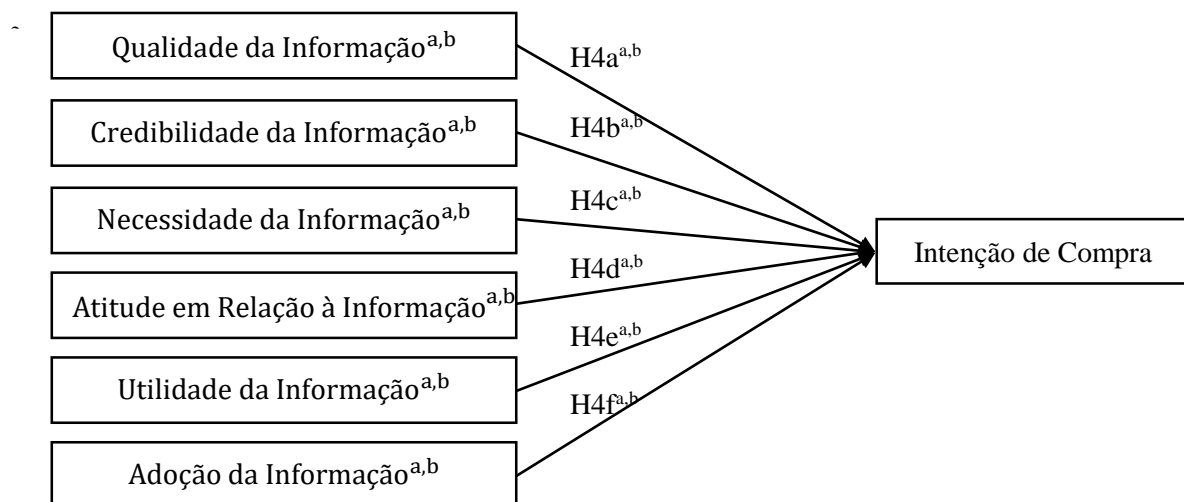 Qualidade da Informação^a,b
H4a^a,b
Credibilidade da Informação^a,b
H4b^a,b
Necessidade da Informação^a,b
H4c^a,b
Intenção de Compra
H4d^a,b
Atitude em Relação à Informação^a,b
H4e^a,b
Utilidade da Informação^a,b
H4f^a,b
Adoção da Informação^a,b